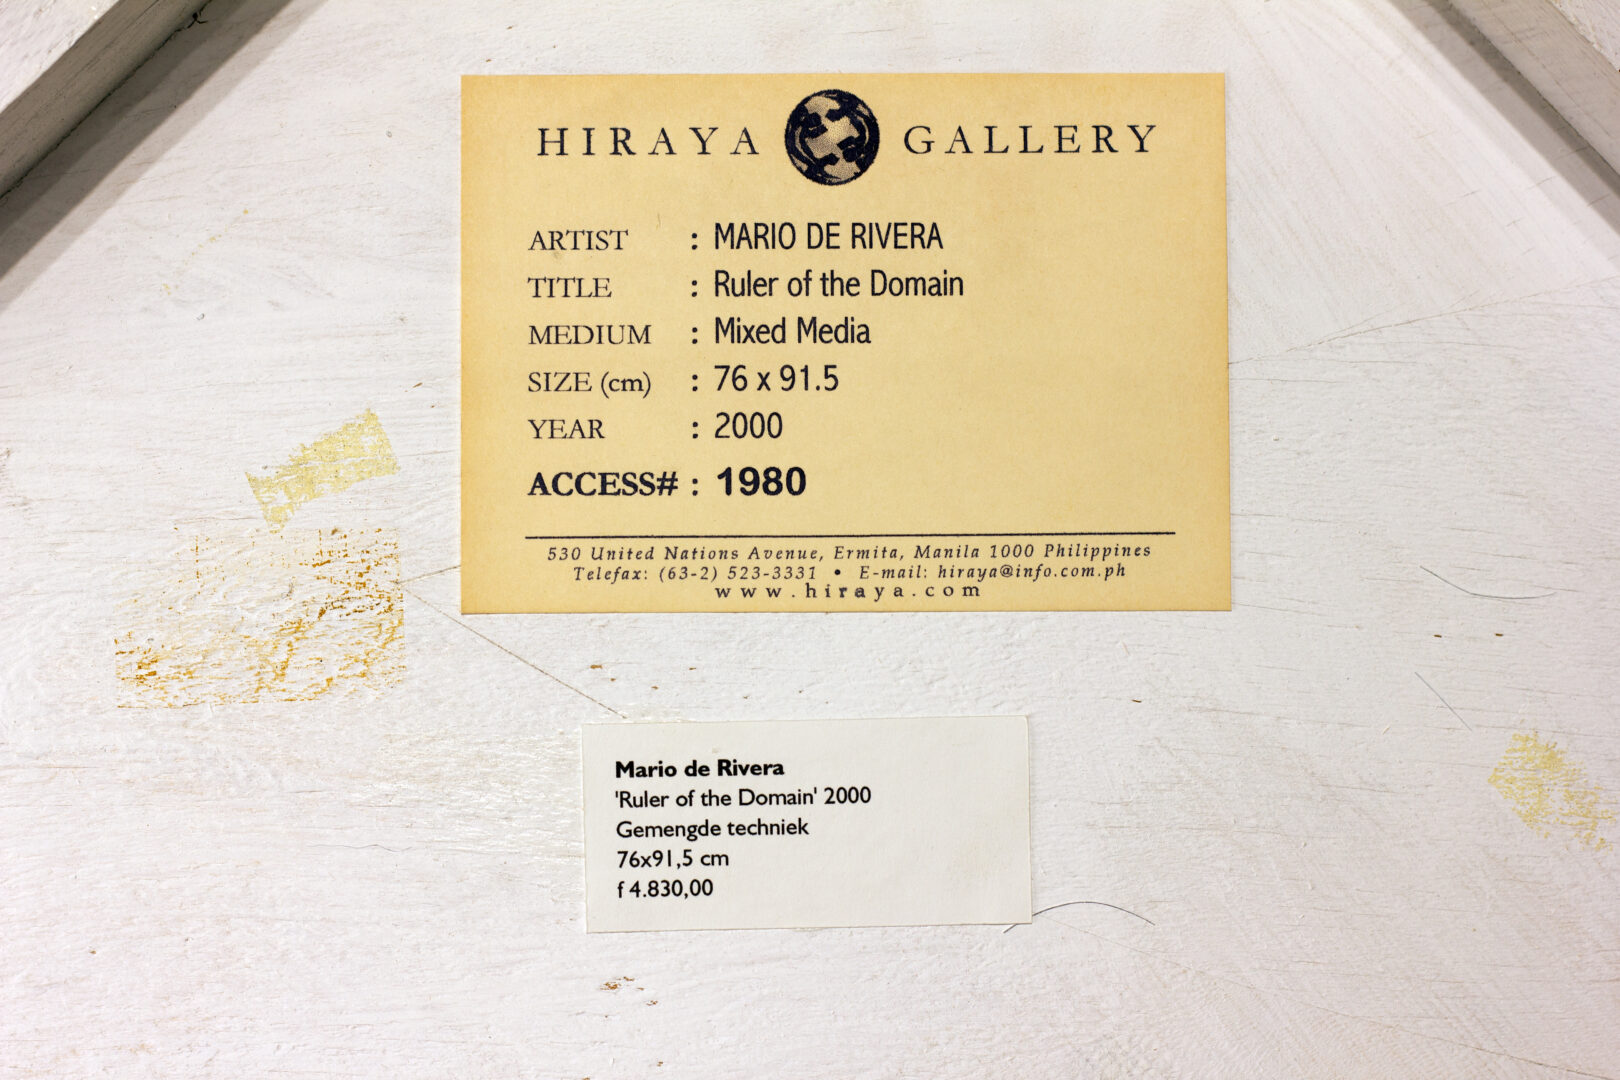 HIRAYA GALLERY
ARTIST : MARIO DE RIVERA
TITLE : Ruler of the Domain
MEDIUM : Mixed Media
SIZE (cm) : 76 x 91.5
YEAR : 2000
ACCESS# : 1980
530 United Nations Avenue, Ermita, Manila 1000 Philippines
Telefax: (63-2) 523-3331 • E-mail: hiraya@info.com.ph
www.hiraya.com
Mario de Rivera
'Ruler of the Domain' 2000
Gemengde techniek
76x91,5 cm
f 4.830,00